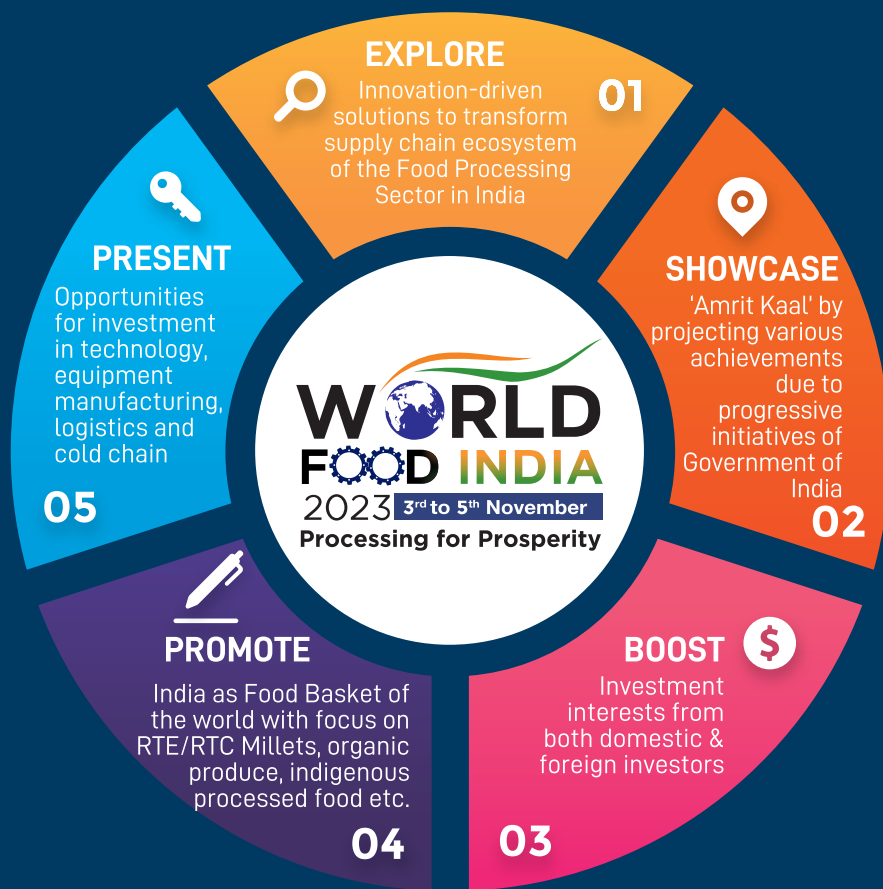 EXPLORE
Innovation-driven
solutions to transform
supply chain ecosystem
of the Food Processing
Sector in India
01
SHOWCASE
'Amrit Kaal' by
projecting various
achievements
due to
progressive
initiatives of
Government of
India
02
BOOST
$
Investment
interests from
both domestic &
foreign investors
03
PROMOTE
India as Food Basket of
the world with focus on
RTE/RTC Millets, organic
produce, indigenous
processed food etc.
04
PRESENT
Opportunities
for investment
in technology,
equipment
manufacturing,
logistics and
cold chain
05
WORLD
FOOD INDIA
2023 3rd to 5th November
Processing for Prosperity